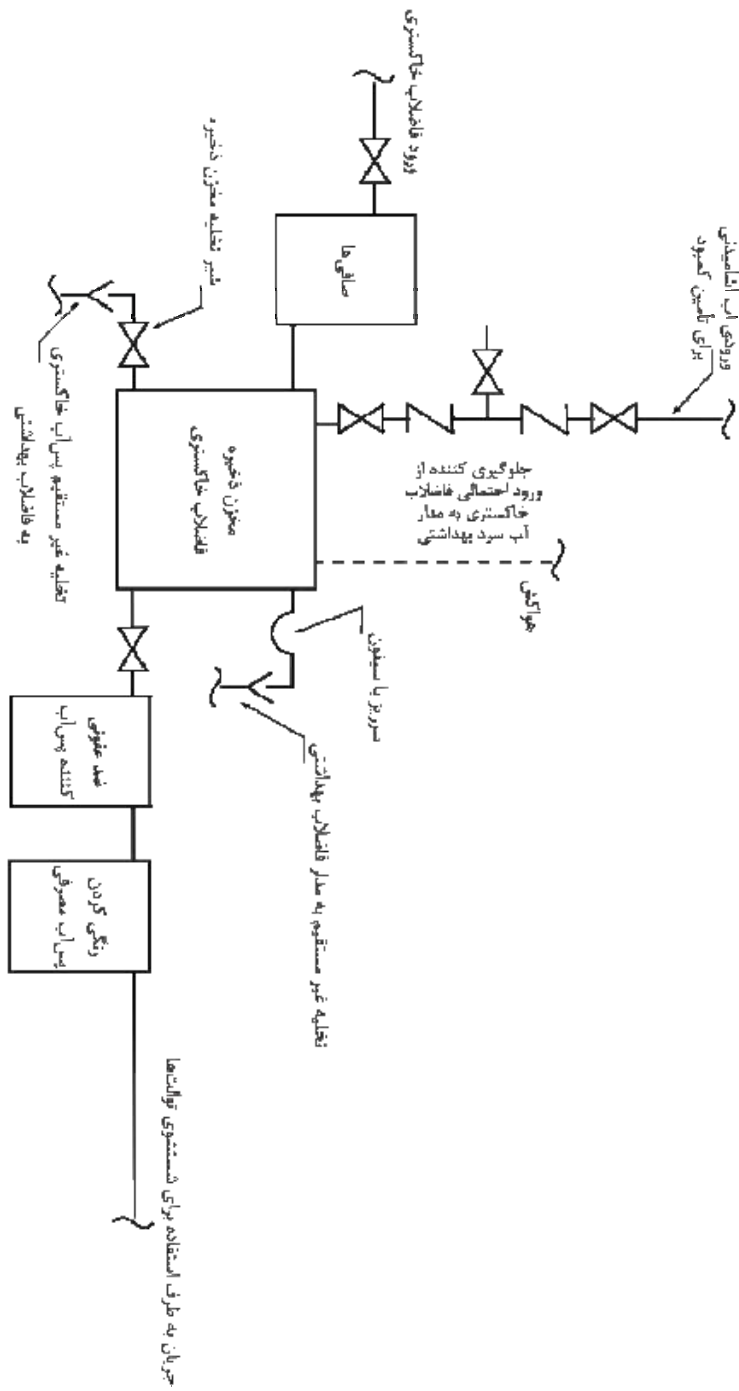 ورود فاضلاب خاکستری
صافی‌ها
ورودی آب آشامیدنی
برای تأمین کمبود
شیر تخلیه مخزن ذخیره
تخلیه غیر مستقیم پس‌آب خاکستری
به فاضلاب بهداشتی
مخزن ذخیره
فاضلاب خاکستری
جلوگیری کننده از
ورود احتمالی فاضلاب
خاکستری به مدار
آب سرد بهداشتی
هواکش
سرریز با سیفون
تخلیه غیر مستقیم به مدار فاضلاب بهداشتی
ضد عفونی
کننده پس‌آب
رنگی کردن
پس‌آب مصرفی
جریان به طرف استفاده برای شستشوی توالت‌ها